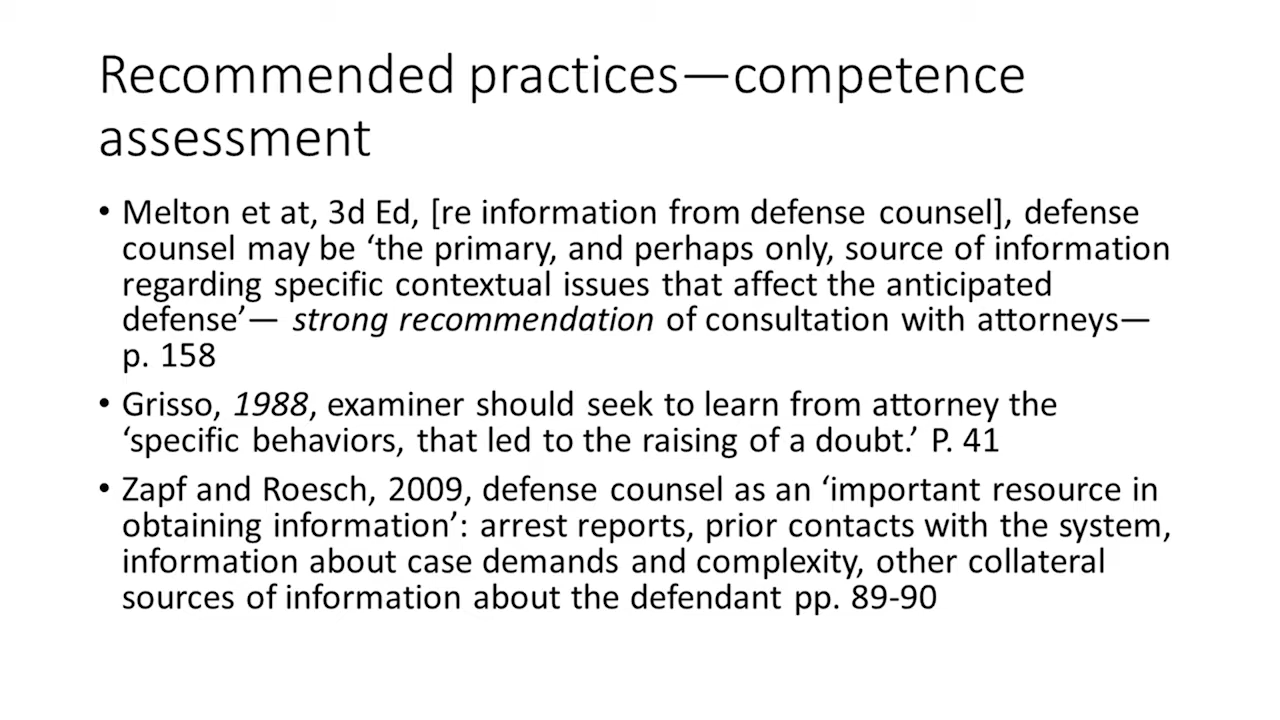 Recommended practices—competence
assessment
• Melton et at, 3d Ed, [re information from defense counsel], defense
counsel may be ‘the primary, and perhaps only, source of information
regarding specific contextual issues that affect the anticipated
defense’— strong recommendation of consultation with attorneys—
p. 158
• Grisso, 1988, examiner should seek to learn from attorney the
‘specific behaviors, that led to the raising of a doubt.’ P. 41
• Zapf and Roesch, 2009, defense counsel as an ‘important resource in
obtaining information’: arrest reports, prior contacts with the system,
information about case demands and complexity, other collateral
sources of information about the defendant pp. 89-90